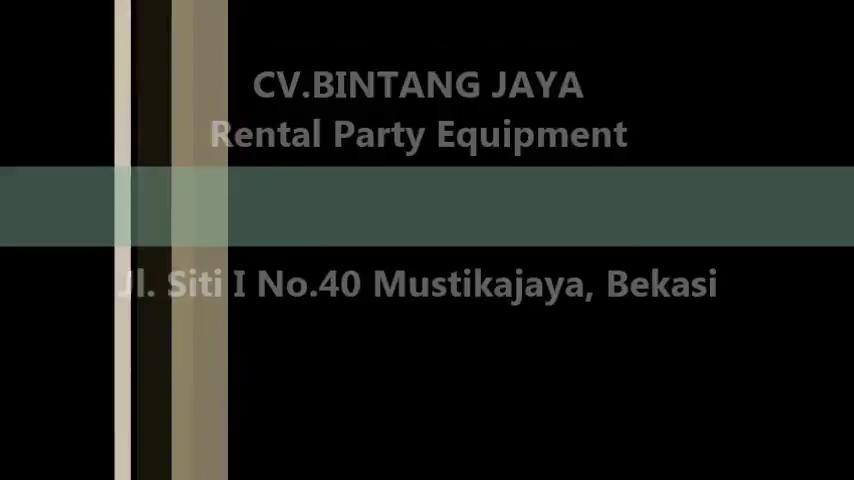 CV.BINTANG JAYA
Rental Party Equipment
Jl. Siti I No.40 Mustikajaya, Bekasi